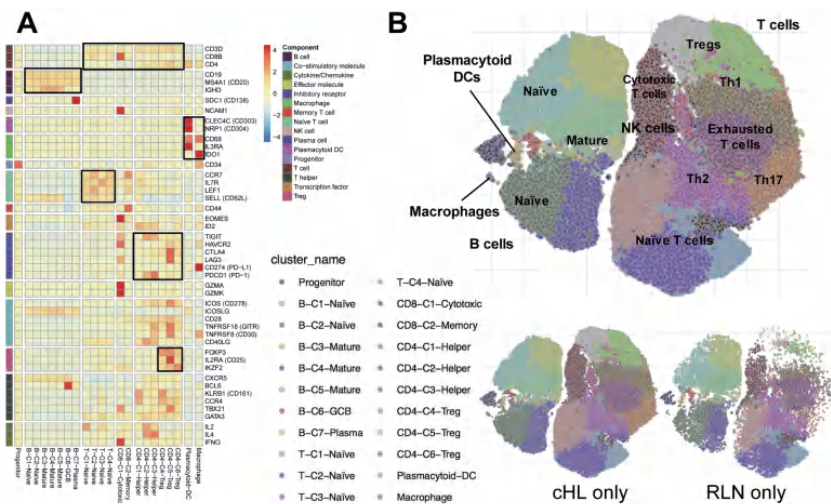 A
CD3D
CD8B
CD4
CD19
MS4A1 (CD20)
IGHD
SDC1 (CD138)
NCAM1
CLEC4C (CD303)
NRP1 (CD304)
CD68
IL3RA
IDO1
CD34
CCR7
IL7R
LEF1
SELL (CD62L)
CD44
EOMES
ID2
TIGIT
HAVCR2
CTLA4
LAG3
CD274 (PD-L1)
PDCD1 (PD-1)
GZMA
GZMK
ICOS (CD278)
ICOSLG
CD28
TNFRSF18 (GITR)
TNFRSF8 (CD30)
CD40LG
FOXP3
IL2RA (CD25)
IKZF2
CXCR5
BCL6
KLRB1 (CD161)
CCR4
TBX21
GATA3
IL2
IL4
IFNG
Progenitor
B-C1-Naïve
B-C2-Naïve
B-C3-Mature
B-C4-Mature
B-C5-Mature
B-C6-GCB
B-C7-Plasma
T-C1-Naïve
T-C2-Naïve
T-C3-Naïve
T-C4-Naïve
CD8-C1-Cytotoxic
CD8-C2-Memory
CD4-C1-Helper
CD4-C2-Helper
CD4-C3-Helper
CD4-C4-Treg
CD4-C5-Treg
CD4-C6-Treg
Plasmacytoid-DC
Macrophage
4
2
0
-2
-4
Component
B cell
Co-stimulatory molecule
Cytokine/Chemokine
Effector molecule
Inhibitory receptor
Macrophage
Memory T cell
Naïve T cell
NK cell
Plasma cell
Plasmacytoid DC
Progenitor
T cell
T helper
Transcription factor
Treg
B
T cells
Tregs
Plasmacytoid
DCs
Naïve
Cytotoxic
T cells
Th1
NK cells
Exhausted
T cells
Mature
Th2
Th17
Naïve
Macrophages
B cells
Naïve T cells
cluster_name
Progenitor
B-C1-Naïve
B-C2-Naïve
B-C3-Mature
B-C4-Mature
B-C5-Mature
B-C6-GCB
B-C7-Plasma
T-C1-Naïve
T-C2-Naïve
T-C3-Naïve
T-C4-Naïve
CD8-C1-Cytotoxic
CD8-C2-Memory
CD4-C1-Helper
CD4-C2-Helper
CD4-C3-Helper
CD4-C4-Treg
CD4-C5-Treg
CD4-C6-Treg
Plasmacytoid-DC
Macrophage
cHL only
RLN only